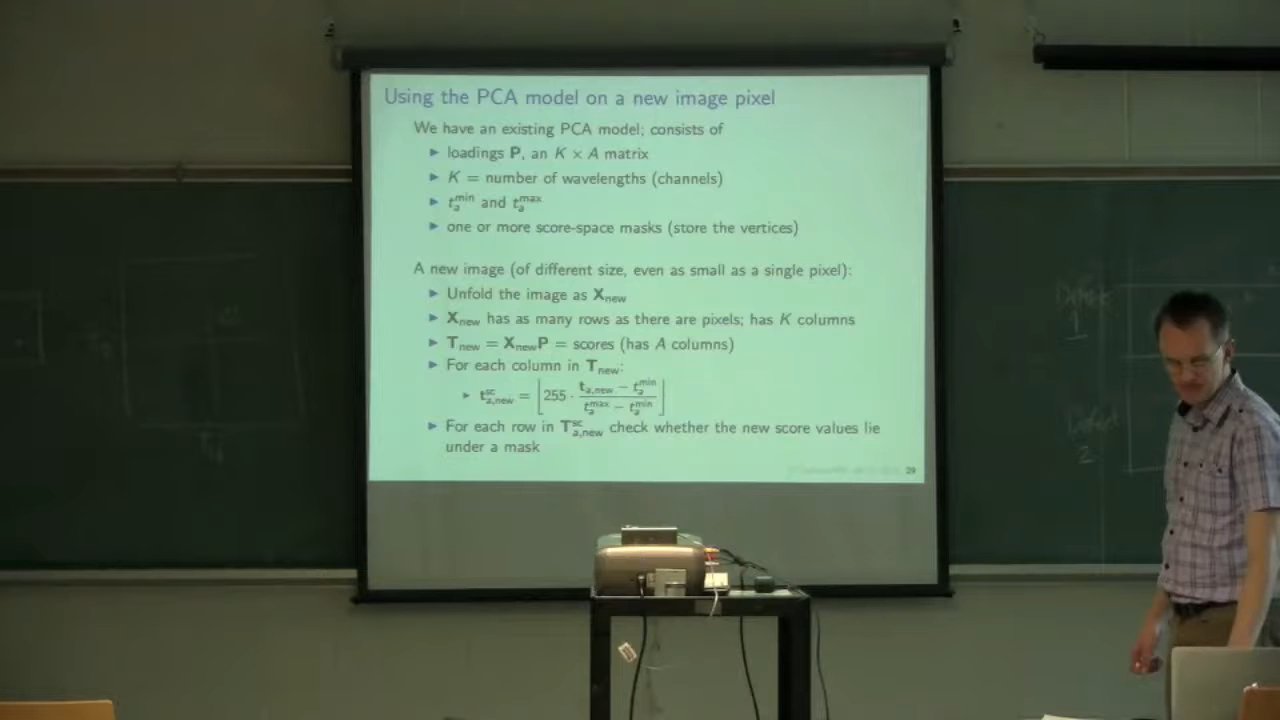 Using the PCA model on a new image pixel
We have an existing PCA model; consists of
▶ loadings P, an K × A matrix
▶ K = number of wavelengths (channels)
▶ tₐᵐⁱⁿ and tₐᵐᵃˣ
▶ one or more score-space masks (store the vertices)
A new image (of different size, even as small as a single pixel):
▶ Unfold the image as X_new
▶ X_new has as many rows as there are pixels; has K columns
▶ T_new = X_new P = scores (has A columns)
▶ For each column in T_new:
▶ t^sc_a,new = ⌊255 · (t_a,new − t_a^min) / (t_a^max − t_a^min)⌋
▶ For each row in T^sc_a,new check whether the new score values lie
under a mask
29
1
2